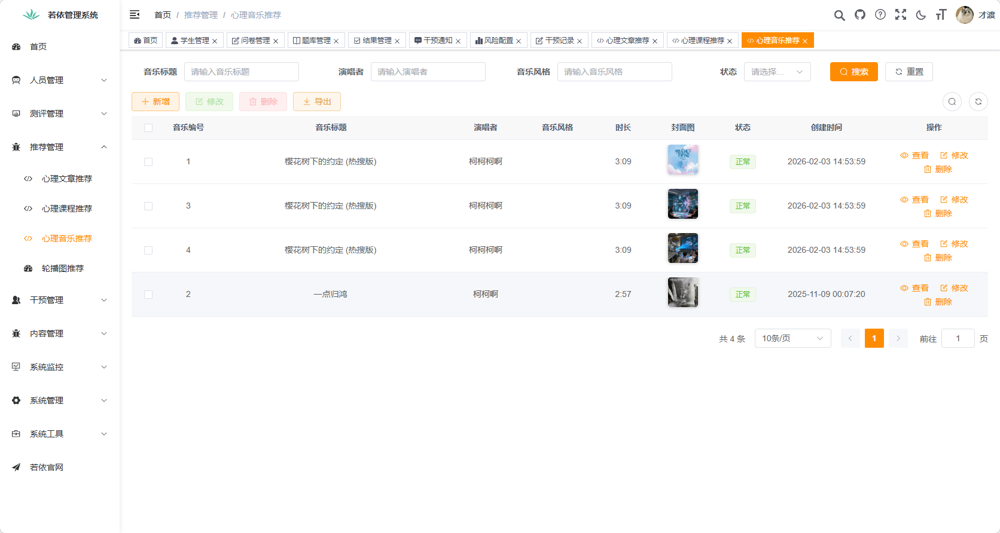 若依管理系统
首页 / 推荐管理 / 心理音乐推荐
才渡
首页
人员管理
测评管理
推荐管理
心理文章推荐
心理课程推荐
心理音乐推荐
轮播图推荐
干预管理
内容管理
系统监控
系统管理
系统工具
若依官网
首页 学生管理 问卷管理 题库管理 结果管理 干预通知 风险配置 干预记录 心理文章推荐 心理课程推荐 心理音乐推荐
音乐标题 请输入音乐标题 演唱者 请输入演唱者 音乐风格 请输入音乐风格 状态 请选择... 搜索 重置
新增 修改 删除 导出
音乐编号 音乐标题 演唱者 音乐风格 时长 封面图 状态 创建时间 操作
1 樱花树下的约定 (热搜版) 柯柯柯啊 3:09 正常 2026-02-03 14:53:59 查看 修改
删除
3 樱花树下的约定 (热搜版) 柯柯柯啊 3:09 正常 2026-02-03 14:53:59 查看 修改
删除
4 樱花树下的约定 (热搜版) 柯柯柯啊 3:09 正常 2026-02-03 14:53:59 查看 修改
删除
2 一点归鸿 柯柯啊 2:57 正常 2025-11-09 00:07:20 查看 修改
删除
共 4 条 10条/页 1 前往 1 页